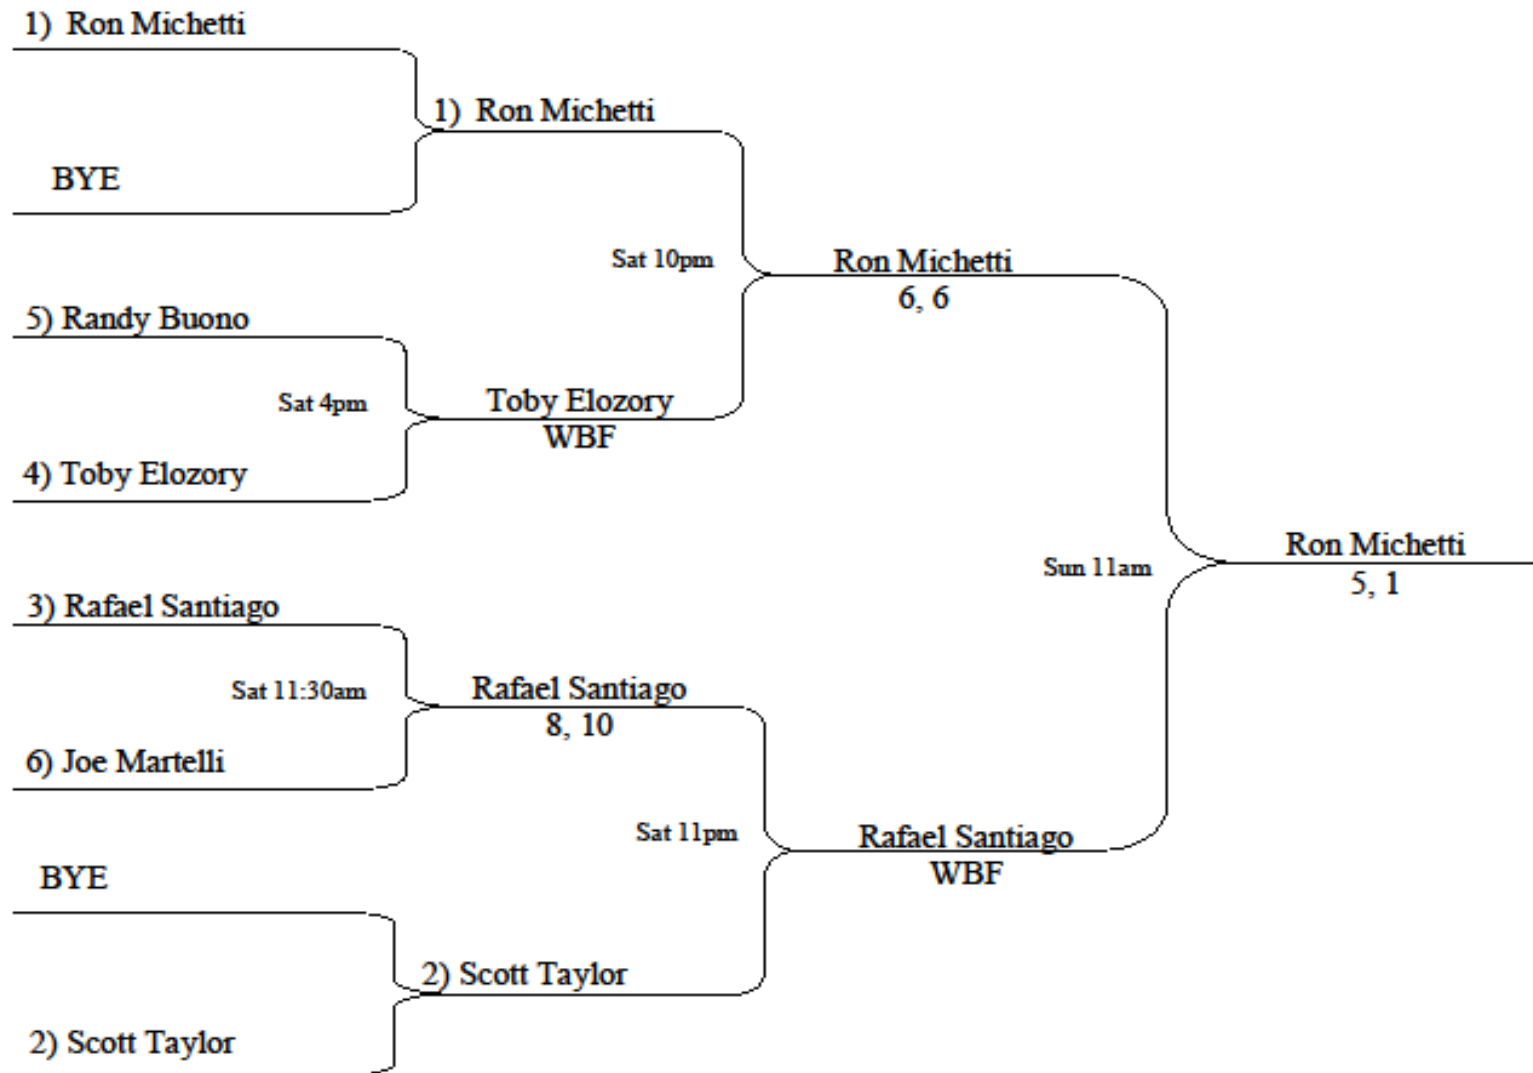 1) Ron Michetti
1) Ron Michetti
BYE
Sat 10pm
Ron Michetti
6, 6
5) Randy Buono
Sat 4pm
Toby Elozory
WBF
4) Toby Elozory
Sun 11am
Ron Michetti
5, 1
3) Rafael Santiago
Sat 11:30am
Rafael Santiago
8, 10
6) Joe Martelli
Sat 11pm
Rafael Santiago
WBF
BYE
2) Scott Taylor
2) Scott Taylor